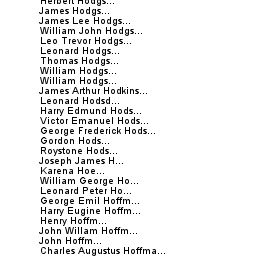 Herbert Hodgs...
James Hodgs...
James Lee Hodgs...
William John Hodgs...
Leo Trevor Hodgs...
Leonard Hodgs...
Thomas Hodgs...
William Hodgs...
William Hodgs...
James Arthur Hodkins...
Leonard Hodsd...
Harry Edmund Hods...
Victor Emanuel Hods...
George Frederick Hods...
Gordon Hods...
Roystone Hods...
Joseph James H...
Karena Hoe...
William George Ho...
Leonard Peter Ho...
George Emil Hoffm...
Harry Eugine Hoffm...
Henry Hoffm...
John Willam Hoffm...
John Hoffm...
Charles Augustus Hoffma...